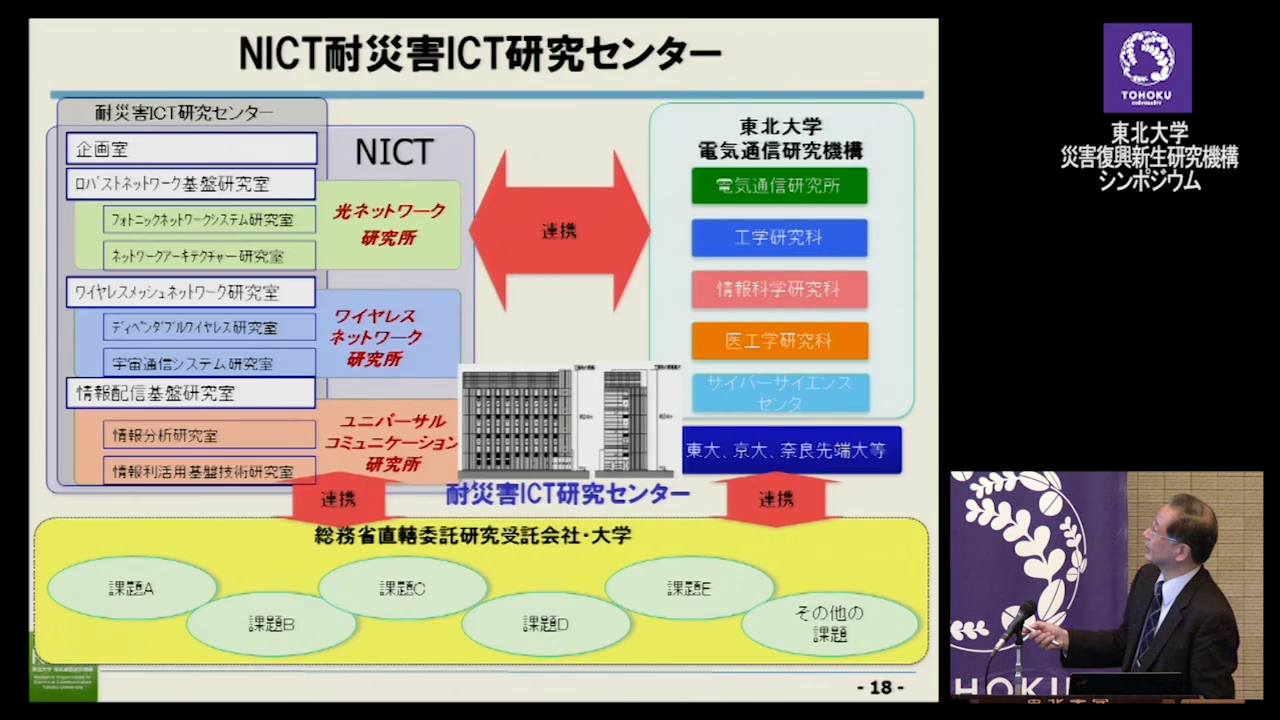 NICT耐災害ICT研究センター
耐災害ICT研究センター
企画室
ロバストネットワーク基盤研究室
フォトニックネットワークシステム研究室
ネットワークアーキテクチャー研究室
ワイヤレスメッシュネットワーク研究室
ディペンダブルワイヤレス研究室
宇宙通信システム研究室
情報配信基盤研究室
情報分析研究室
情報利活用基盤技術研究室
NICT
光ネットワーク
研究所
ワイヤレス
ネットワーク
研究所
ユニバーサル
コミュニケーション
研究所
連携
東北大学
電気通信研究機構
電気通信研究所
工学研究科
情報科学研究科
医工学研究科
サイバーサイエンス
センタ
東大、京大、奈良先端大等
耐災害ICT研究センター
連携
連携
総務省直轄委託研究受託会社・大学
課題A
課題B
課題C
課題D
課題E
その他の
課題
- 18 -
TOHOKU
UNIVERSITY
東北大学
災害復興新生研究機構
シンポジウム
HOKU